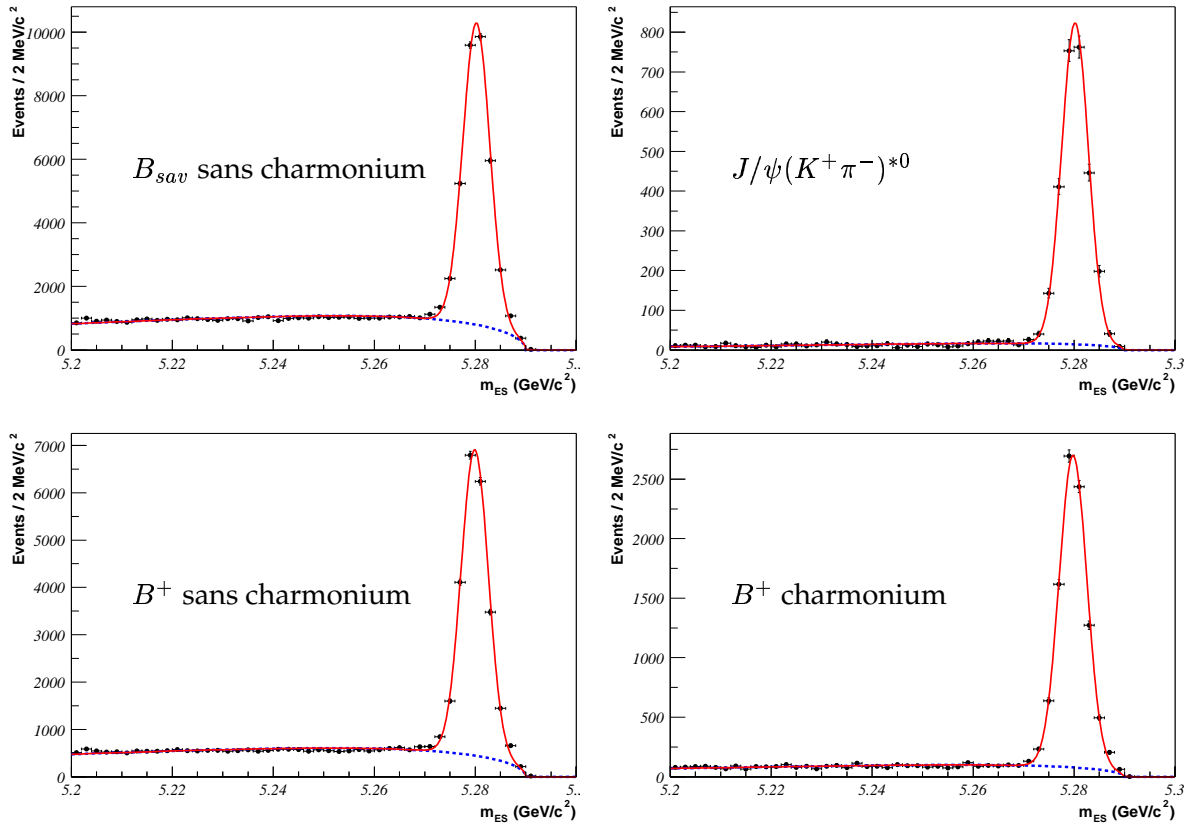 Events / 2 MeV/c²
10000
8000
6000
4000
2000
0
B_sav sans charmonium
5.2 5.22 5.24 5.26 5.28 5.
m_ES (GeV/c²)
Events / 2 MeV/c²
800
700
600
500
400
300
200
100
0
J/ψ(K⁺π⁻)*⁰
5.2 5.22 5.24 5.26 5.28 5.3
m_ES (GeV/c²)
Events / 2 MeV/c²
7000
6000
5000
4000
3000
2000
1000
0
B⁺ sans charmonium
5.2 5.22 5.24 5.26 5.28 5.
m_ES (GeV/c²)
Events / 2 MeV/c²
2500
2000
1500
1000
500
0
B⁺ charmonium
5.2 5.22 5.24 5.26 5.28 5.3
m_ES (GeV/c²)